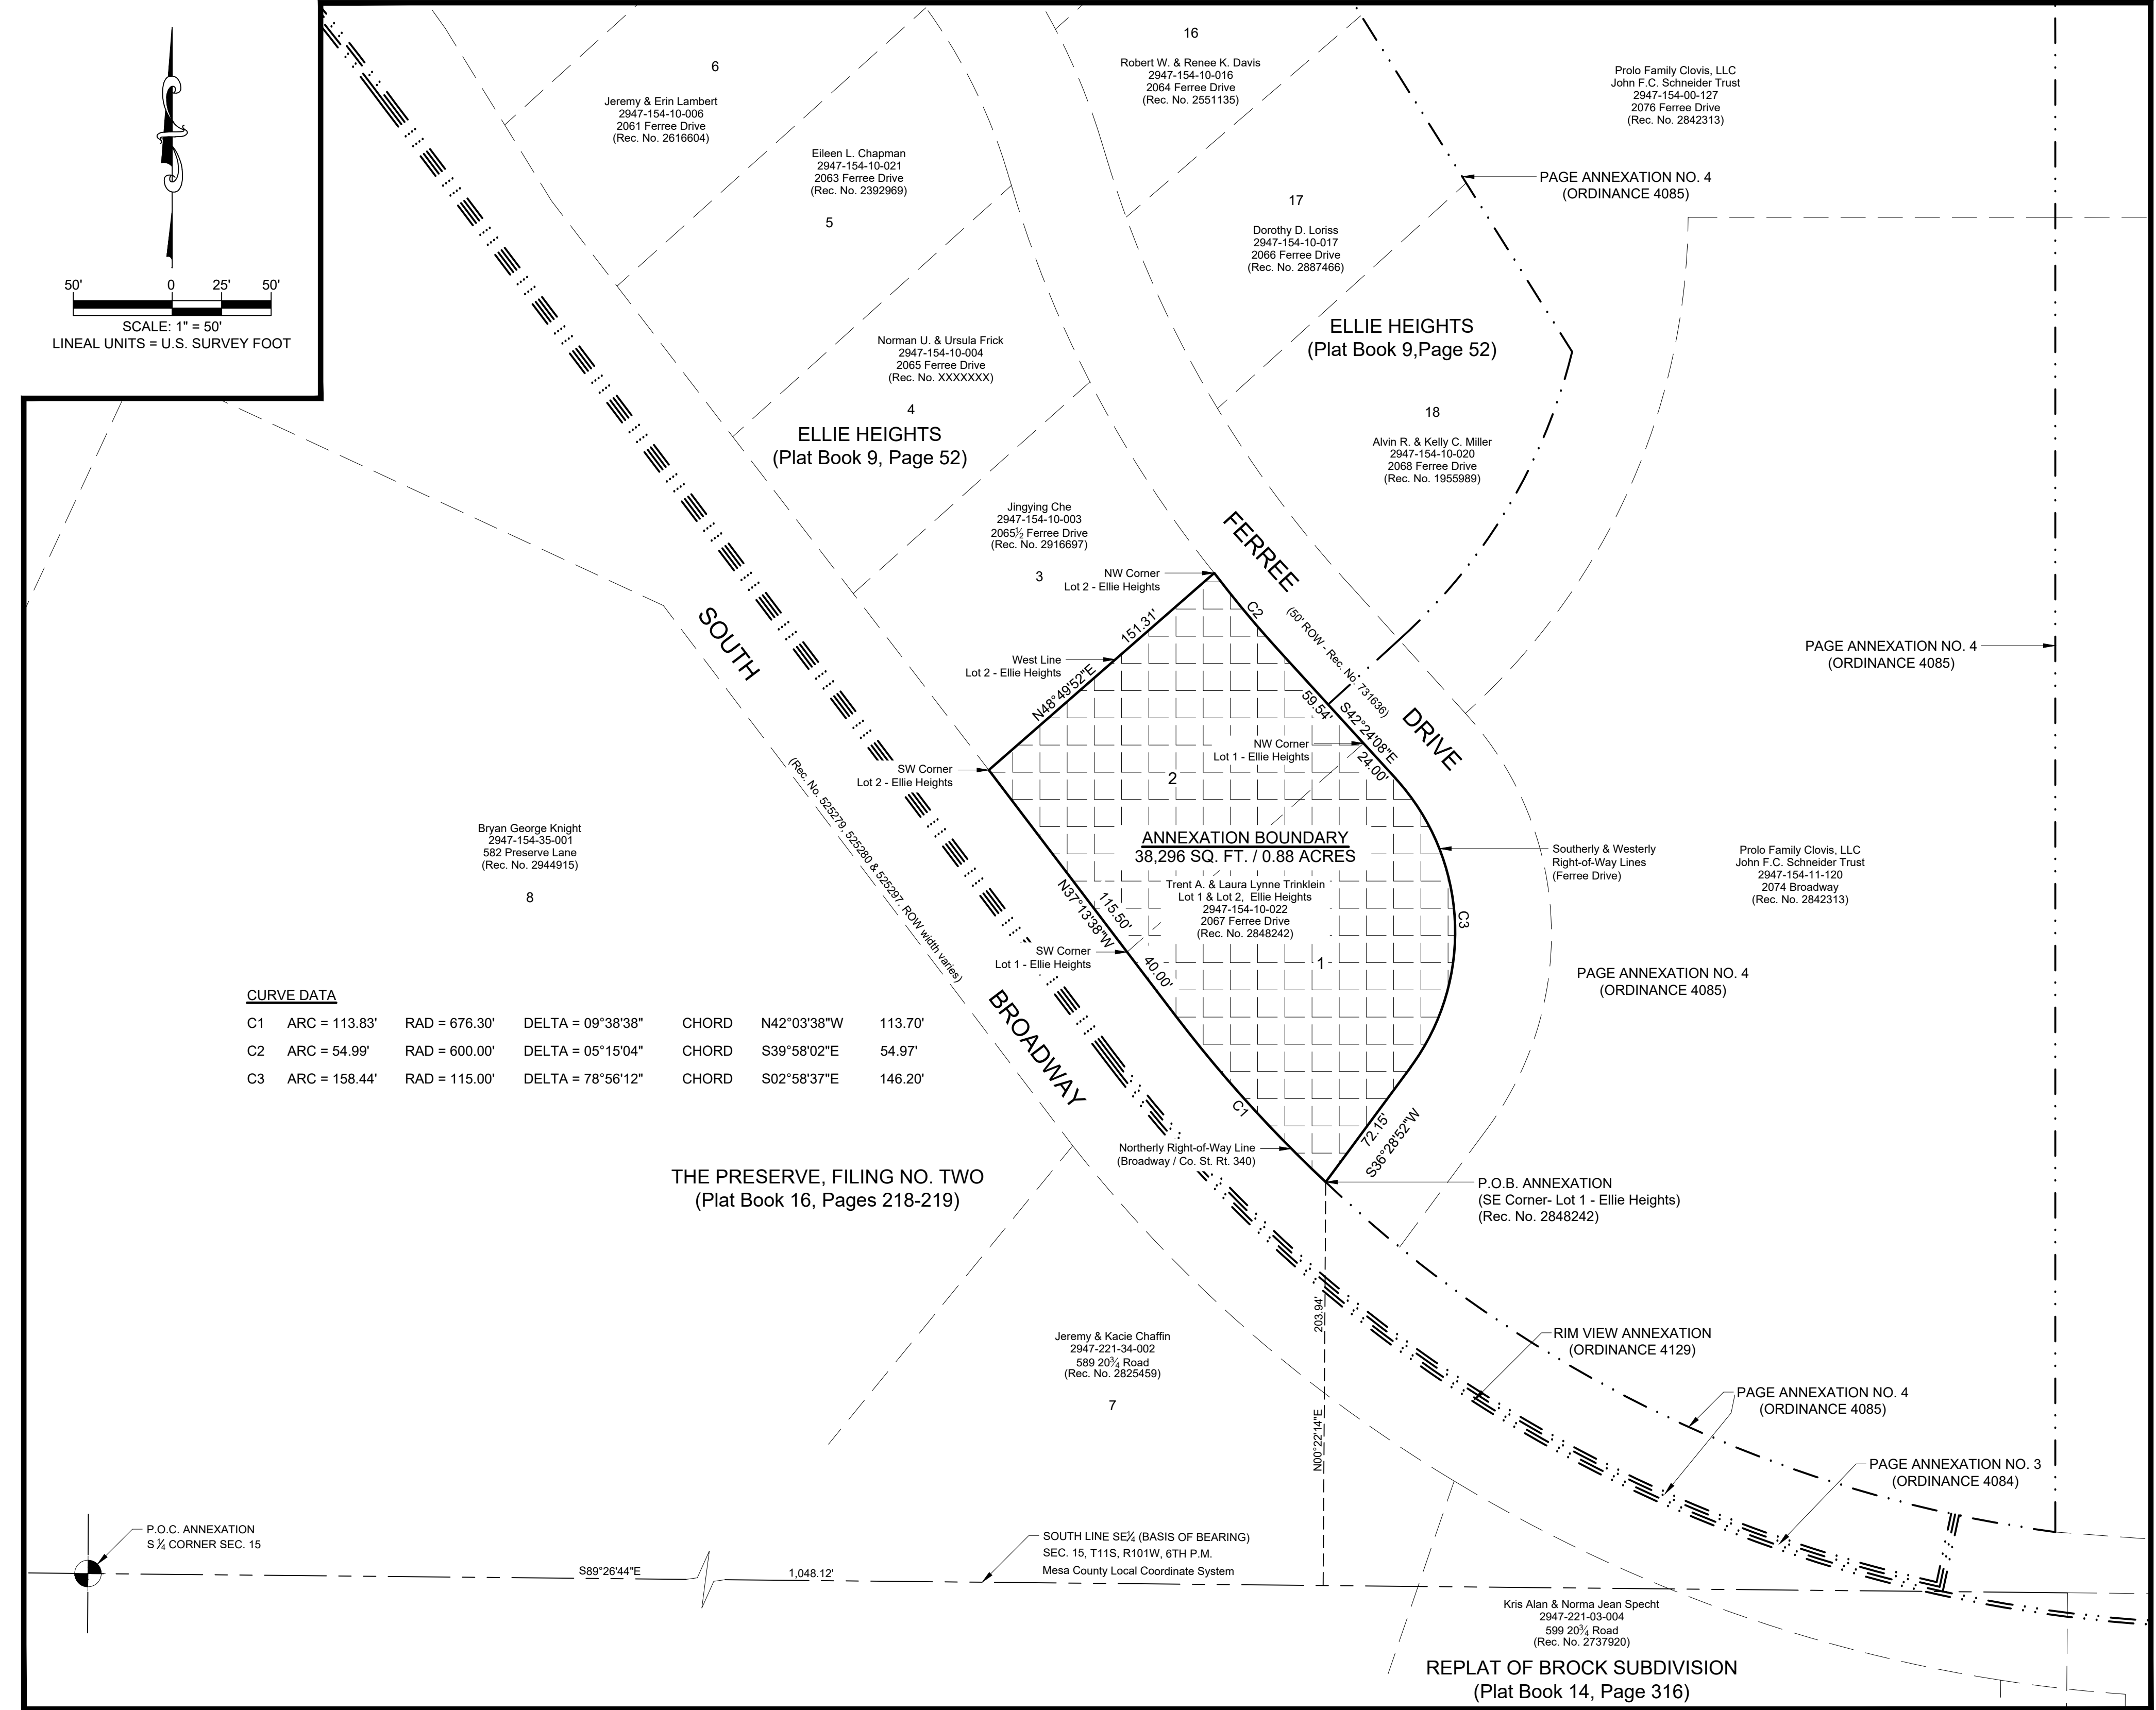 50'
0
25'
50'
SCALE: 1" = 50'
LINEAL UNITS = U.S. SURVEY FOOT
6
Jeremy & Erin Lambert
2947-154-10-006
2061 Ferree Drive
(Rec. No. 2616604)
Eileen L. Chapman
2947-154-10-021
2063 Ferree Drive
(Rec. No. 2392969)
5
16
Robert W. & Renee K. Davis
2947-154-10-016
2064 Ferree Drive
(Rec. No. 2551135)
Prolo Family Clovis, LLC
John F.C. Schneider Trust
2947-154-00-127
2076 Ferree Drive
(Rec. No. 2842313)
PAGE ANNEXATION NO. 4
(ORDINANCE 4085)
17
Dorothy D. Loriss
2947-154-10-017
2066 Ferree Drive
(Rec. No. 2887466)
ELLIE HEIGHTS
(Plat Book 9,Page 52)
Norman U. & Ursula Frick
2947-154-10-004
2065 Ferree Drive
(Rec. No. XXXXXXX)
4
ELLIE HEIGHTS
(Plat Book 9, Page 52)
18
Alvin R. & Kelly C. Miller
2947-154-10-020
2068 Ferree Drive
(Rec. No. 1955989)
Jingying Che
2947-154-10-003
2065½ Ferree Drive
(Rec. No. 2916697)
3
NW Corner
Lot 2 - Ellie Heights
FERREE
DRIVE
(50' ROW - Rec. No. 731636)
C2
151.31'
N48°49'52"E
West Line
Lot 2 - Ellie Heights
59.54'
S42°24'08"E
24.00'
NW Corner
Lot 1 - Ellie Heights
PAGE ANNEXATION NO. 4
(ORDINANCE 4085)
SOUTH
BROADWAY
(Rec. No. 525279, 525280 & 525297, ROW width varies)
SW Corner
Lot 2 - Ellie Heights
2
ANNEXATION BOUNDARY
38,296 SQ. FT. / 0.88 ACRES
Trent A. & Laura Lynne Trinklein
Lot 1 & Lot 2, Ellie Heights
2947-154-10-022
2067 Ferree Drive
(Rec. No. 2848242)
1
Southerly & Westerly
Right-of-Way Lines
(Ferree Drive)
C3
Prolo Family Clovis, LLC
John F.C. Schneider Trust
2947-154-11-120
2074 Broadway
(Rec. No. 2842313)
PAGE ANNEXATION NO. 4
(ORDINANCE 4085)
Bryan George Knight
2947-154-35-001
582 Preserve Lane
(Rec. No. 2944915)
8
115.50'
N37°13'38"W
40.00'
SW Corner
Lot 1 - Ellie Heights
CURVE DATA
C1 ARC = 113.83' RAD = 676.30' DELTA = 09°38'38" CHORD N42°03'38"W 113.70'
C2 ARC = 54.99' RAD = 600.00' DELTA = 05°15'04" CHORD S39°58'02"E 54.97'
C3 ARC = 158.44' RAD = 115.00' DELTA = 78°56'12" CHORD S02°58'37"E 146.20'
C1
Northerly Right-of-Way Line
(Broadway / Co. St. Rt. 340)
72.15'
S36°28'52"W
P.O.B. ANNEXATION
(SE Corner- Lot 1 - Ellie Heights)
(Rec. No. 2848242)
THE PRESERVE, FILING NO. TWO
(Plat Book 16, Pages 218-219)
203.94'
N00°22'14"E
Jeremy & Kacie Chaffin
2947-221-34-002
589 20¾ Road
(Rec. No. 2825459)
7
RIM VIEW ANNEXATION
(ORDINANCE 4129)
PAGE ANNEXATION NO. 4
(ORDINANCE 4085)
PAGE ANNEXATION NO. 3
(ORDINANCE 4084)
P.O.C. ANNEXATION
S ¼ CORNER SEC. 15
S89°26'44"E
1,048.12'
SOUTH LINE SE¼ (BASIS OF BEARING)
SEC. 15, T11S, R101W, 6TH P.M.
Mesa County Local Coordinate System
Kris Alan & Norma Jean Specht
2947-221-03-004
599 20¾ Road
(Rec. No. 2737920)
REPLAT OF BROCK SUBDIVISION
(Plat Book 14, Page 316)